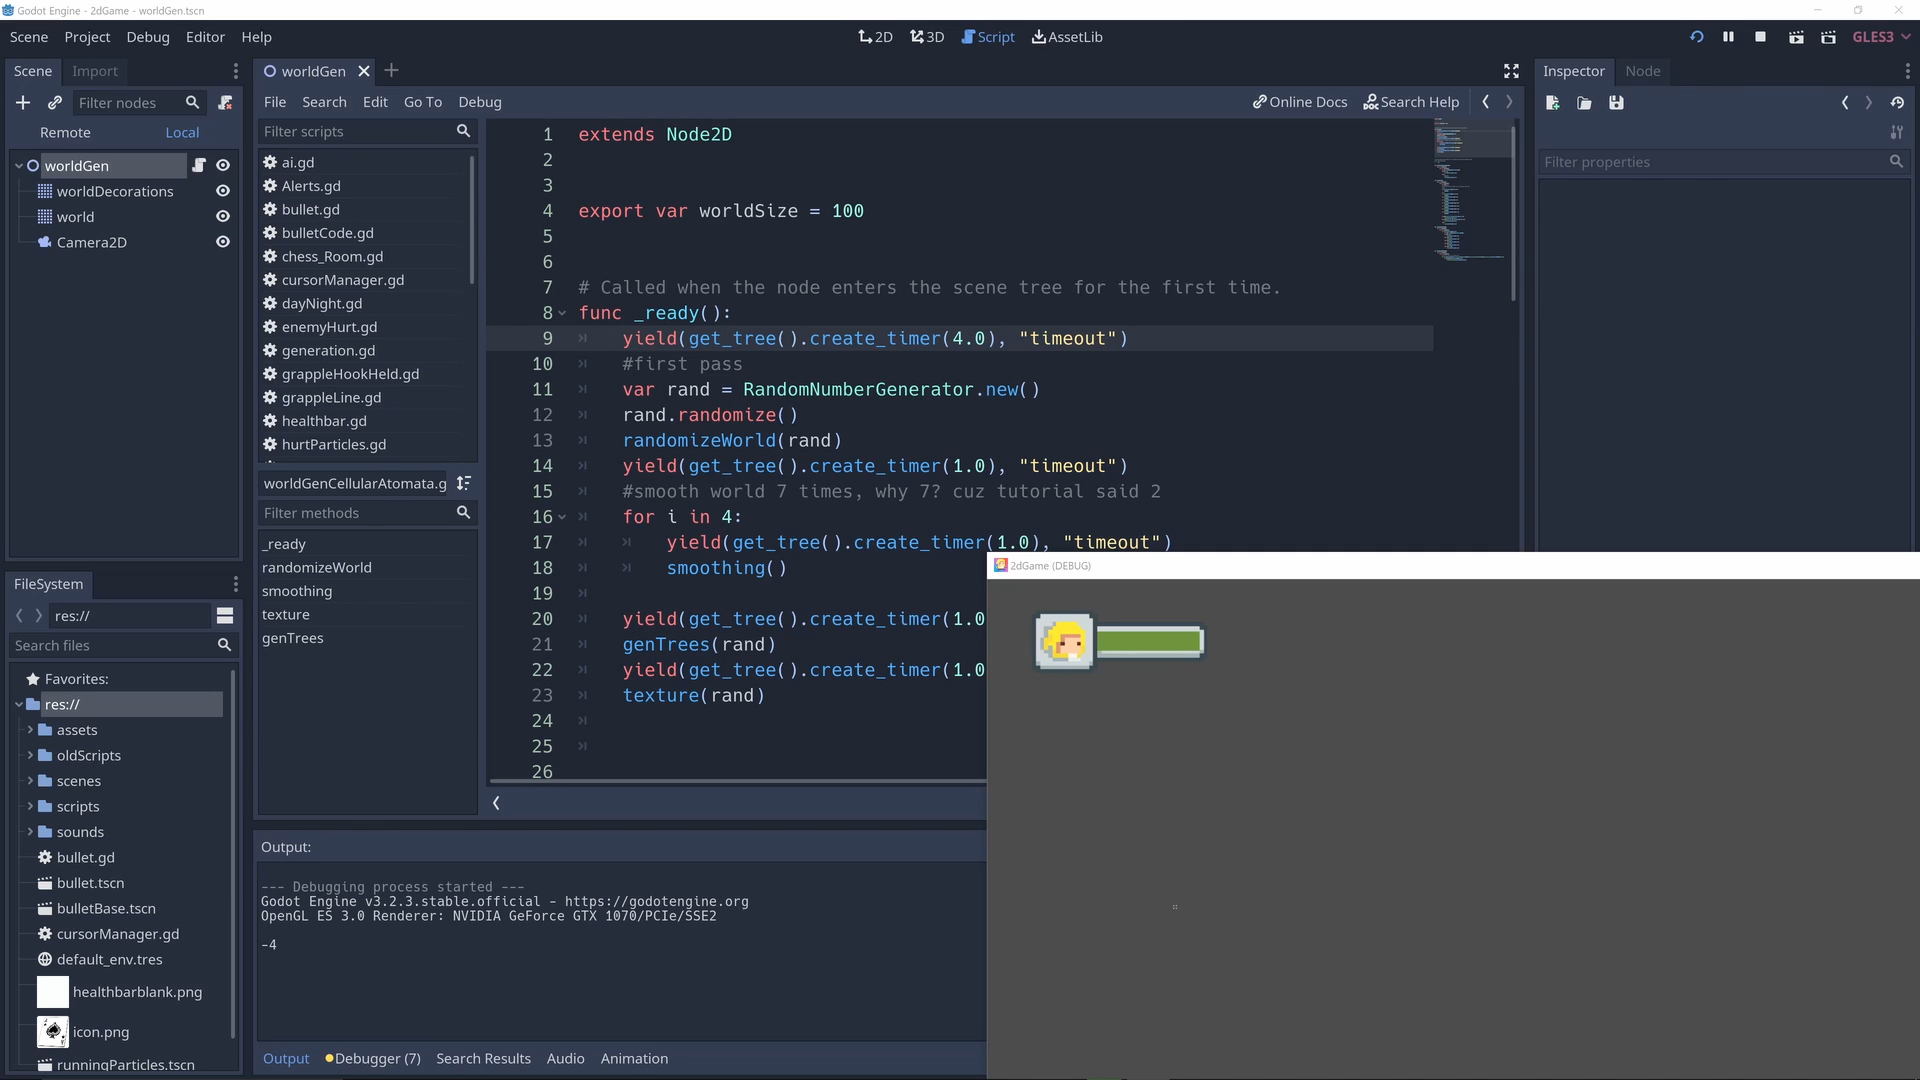 Godot Engine - 2dGame - worldGen.tscn
Scene Project Debug Editor Help
2D 3D Script AssetLib
GLES3
Scene Import
Filter nodes
Remote Local
worldGen
worldDecorations
world
Camera2D
FileSystem
res://
Search files
Favorites:
res://
assets
oldScripts
scenes
scripts
sounds
bullet.gd
bullet.tscn
bulletBase.tscn
cursorManager.gd
default_env.tres
healthbarblank.png
icon.png
runningParticles.tscn
worldGen
File Search Edit Go To Debug
Online Docs Search Help
Filter scripts
ai.gd
Alerts.gd
bullet.gd
bulletCode.gd
chess_Room.gd
cursorManager.gd
dayNight.gd
enemyHurt.gd
generation.gd
grappleHookHeld.gd
grappleLine.gd
healthbar.gd
hurtParticles.gd
worldGenCellularAtomata.g
Filter methods
_ready
randomizeWorld
smoothing
texture
genTrees
1 extends Node2D
2
3
4 export var worldSize = 100
5
6
7 # Called when the node enters the scene tree for the first time.
8 func _ready():
9 yield(get_tree().create_timer(4.0), "timeout")
10 #first pass
11 var rand = RandomNumberGenerator.new()
12 rand.randomize()
13 randomizeWorld(rand)
14 yield(get_tree().create_timer(1.0), "timeout")
15 #smooth world 7 times, why 7? cuz tutorial said 2
16 for i in 4:
17 yield(get_tree().create_timer(1.0), "timeout")
18 smoothing()
19
20 yield(get_tree().create_timer(1.0
21 genTrees(rand)
22 yield(get_tree().create_timer(1.0
23 texture(rand)
24
25
26
Output:
--- Debugging process started ---
Godot Engine v3.2.3.stable.official - https://godotengine.org
OpenGL ES 3.0 Renderer: NVIDIA GeForce GTX 1070/PCIe/SSE2
-4
Output Debugger (7) Search Results Audio Animation
Inspector Node
Filter properties
2dGame (DEBUG)